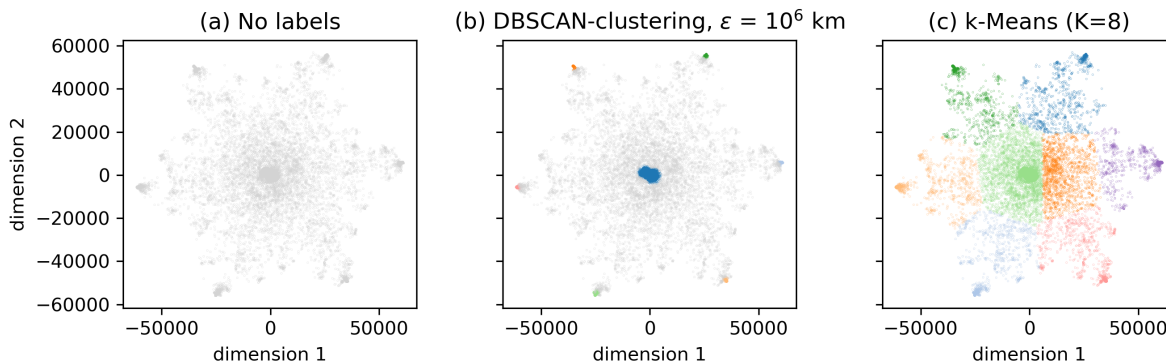 (a) No labels
(b) DBSCAN-clustering, ε = 10⁶ km
(c) k-Means (K=8)
60000
40000
20000
0
−20000
−40000
−60000
dimension 2
−50000 0 50000
−50000 0 50000
−50000 0 50000
dimension 1
dimension 1
dimension 1